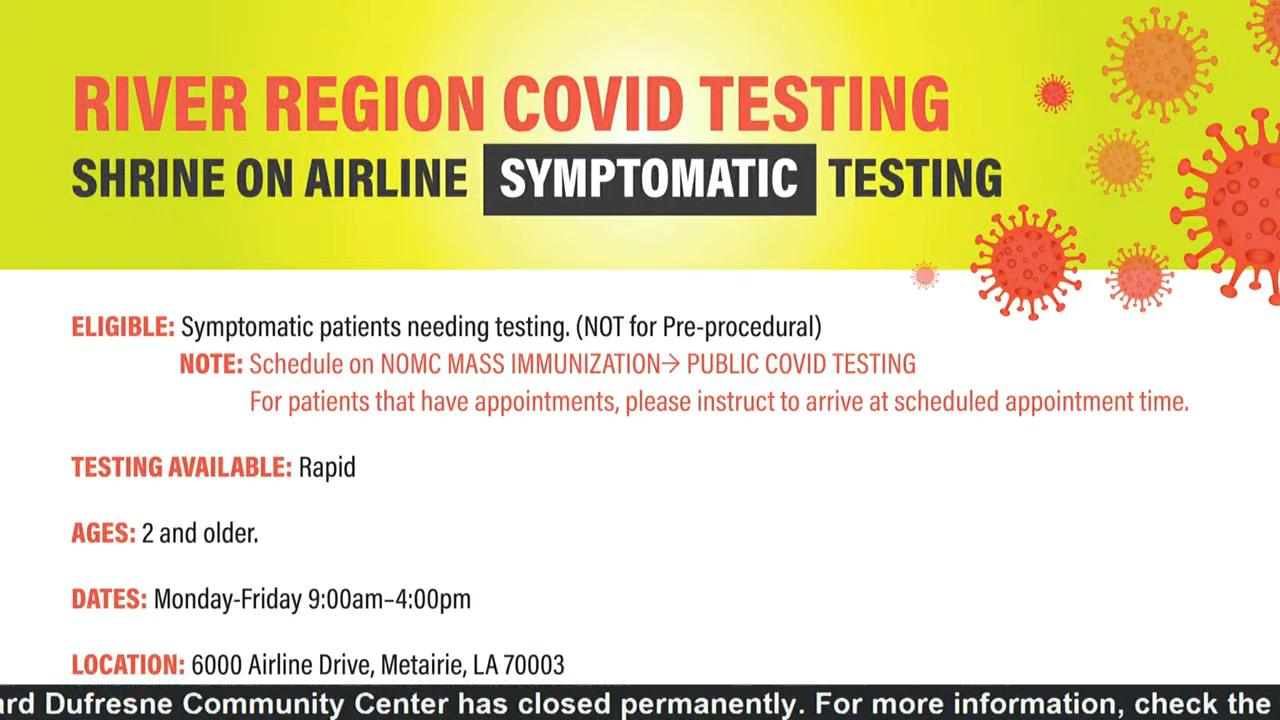 RIVER REGION COVID TESTING
SHRINE ON AIRLINE SYMPTOMATIC TESTING
ELIGIBLE: Symptomatic patients needing testing. (NOT for Pre-procedural)
NOTE: Schedule on NOMC MASS IMMUNIZATION→ PUBLIC COVID TESTING
For patients that have appointments, please instruct to arrive at scheduled appointment time.
TESTING AVAILABLE: Rapid
AGES: 2 and older.
DATES: Monday-Friday 9:00am–4:00pm
LOCATION: 6000 Airline Drive, Metairie, LA 70003
Dufresne Community Center has closed permanently. For more information, check the